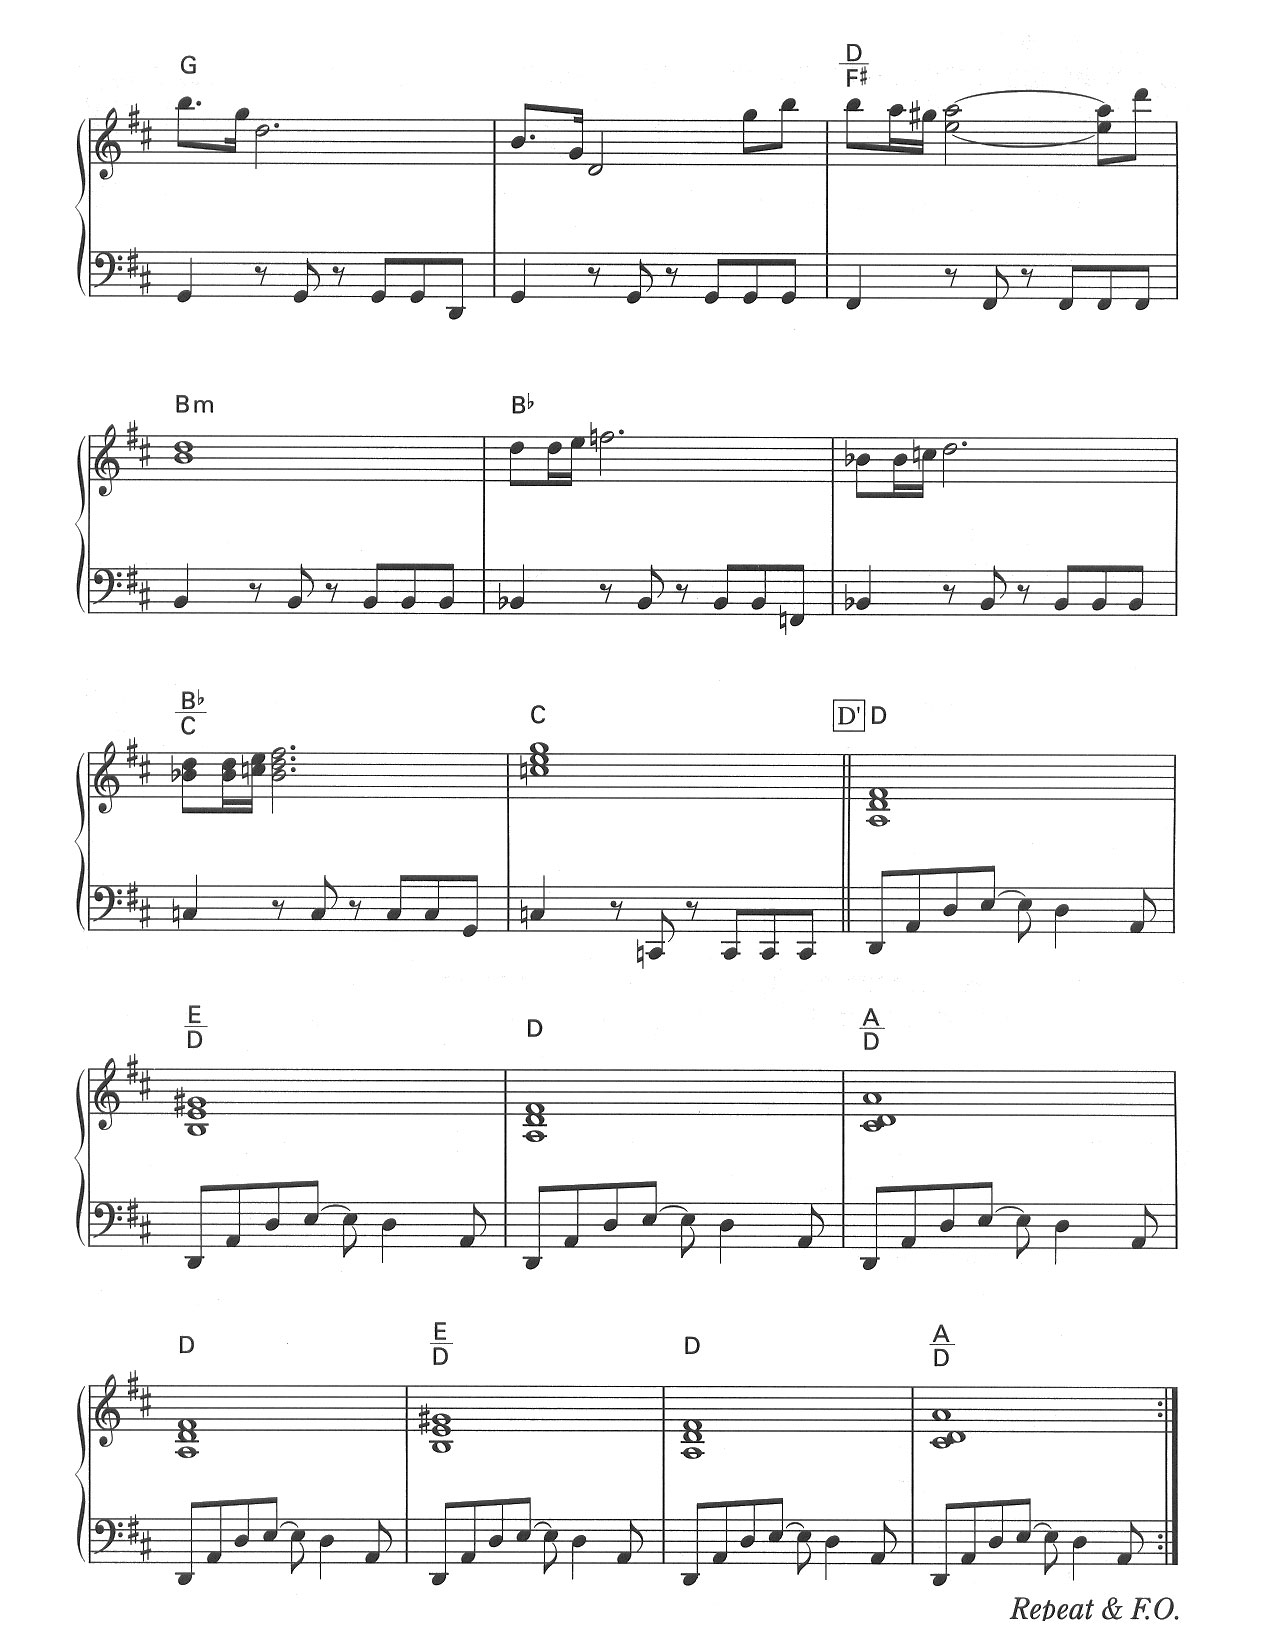 G D/F♯
Bm B♭
B♭/C C D' D
E/D D A/D
D E/D D A/D
Repeat & F.O.